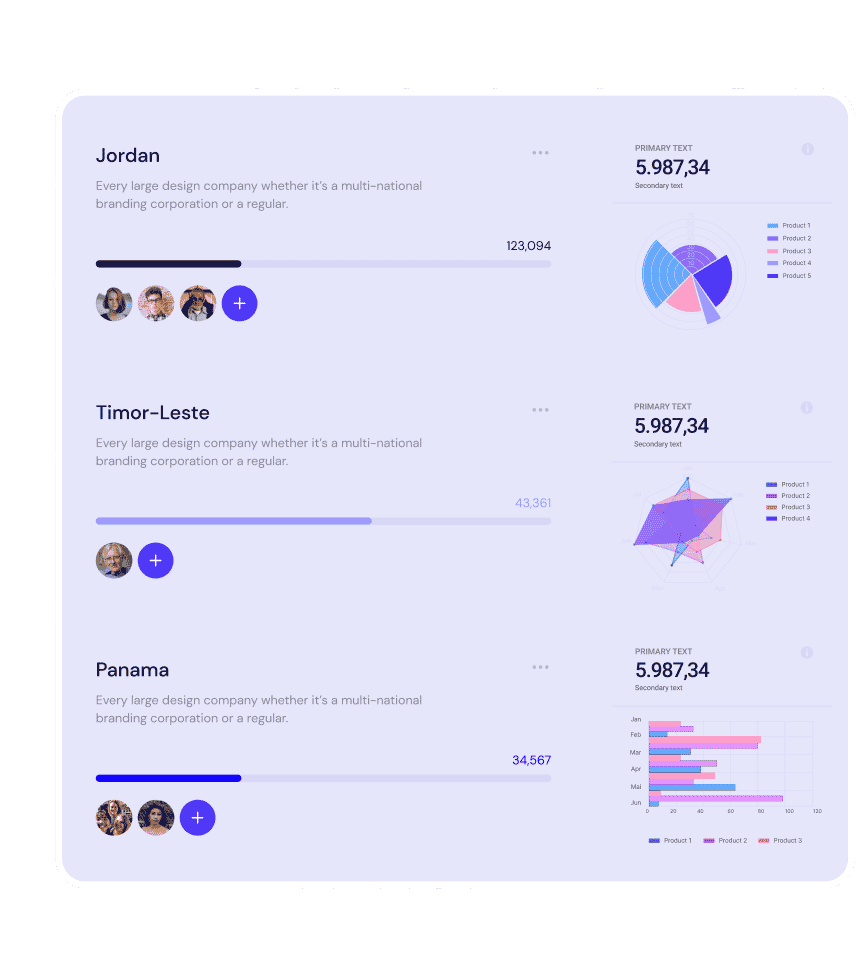 Jordan
Every large design company whether it's a multi-national
branding corporation or a regular.
123,094
PRIMARY TEXT
5.987,34
Secondary text
Product 1
Product 2
Product 3
Product 4
Product 5
Timor-Leste
Every large design company whether it's a multi-national
branding corporation or a regular.
43,361
PRIMARY TEXT
5.987,34
Secondary text
Product 1
Product 2
Product 3
Product 4
Panama
Every large design company whether it's a multi-national
branding corporation or a regular.
34,567
PRIMARY TEXT
5.987,34
Secondary text
Jan
Feb
Mar
Apr
Mai
Jun
0 20 40 60 80 100 120
Product 1 Product 2 Product 3